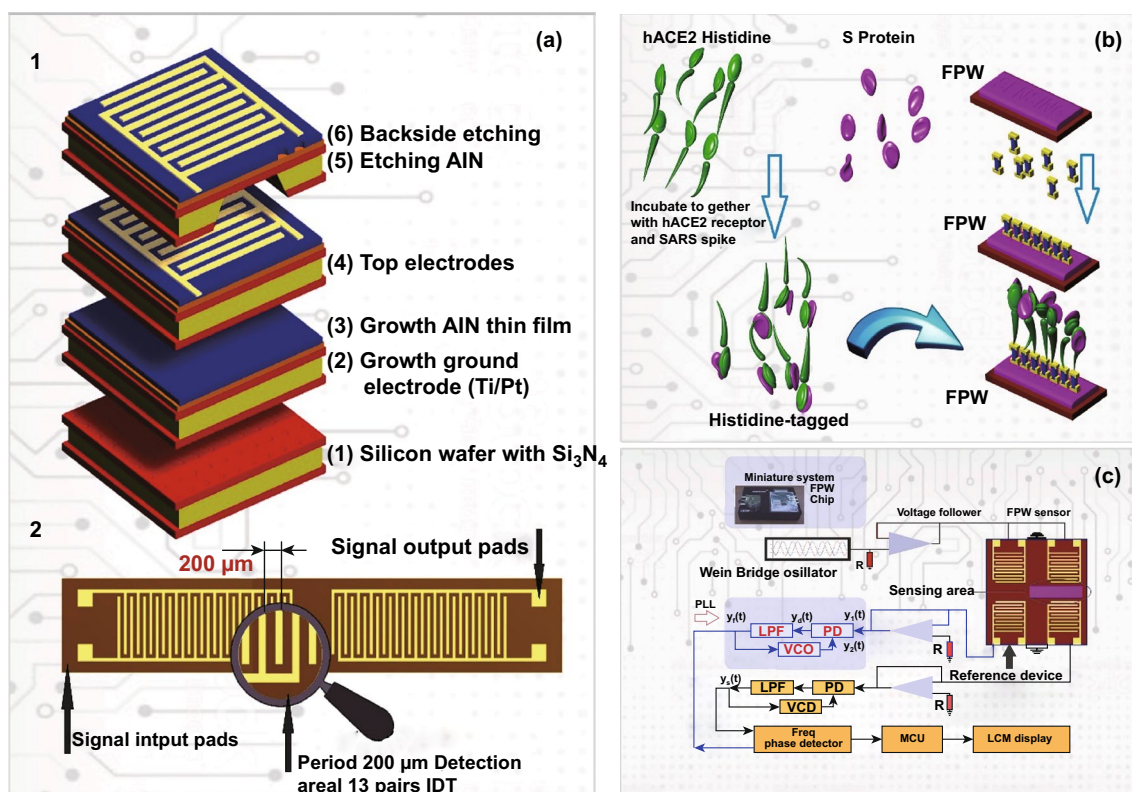 (a)
1
(6) Backside etching
(5) Etching AIN
(4) Top electrodes
(3) Growth AIN thin film
(2) Growth ground
electrode (Ti/Pt)
(1) Silicon wafer with Si₃N₄
2
200 µm
Signal output pads
Signal intput pads
Period 200 µm Detection
areal 13 pairs IDT
(b)
hACE2 Histidine
S Protein
FPW
Incubate to gether
with hACE2 receptor
and SARS spike
FPW
FPW
Histidine-tagged
(c)
Miniature system
FPW
Chip
Voltage follower
FPW sensor
R
Wein Bridge osillator
Sensing area
PLL
yf(t)
yd(t)
y1(t)
LPF
PD
VCO
y2(t)
R
Reference device
ys(t)
LPF
PD
VCD
R
Freq
phase detector
MCU
LCM display